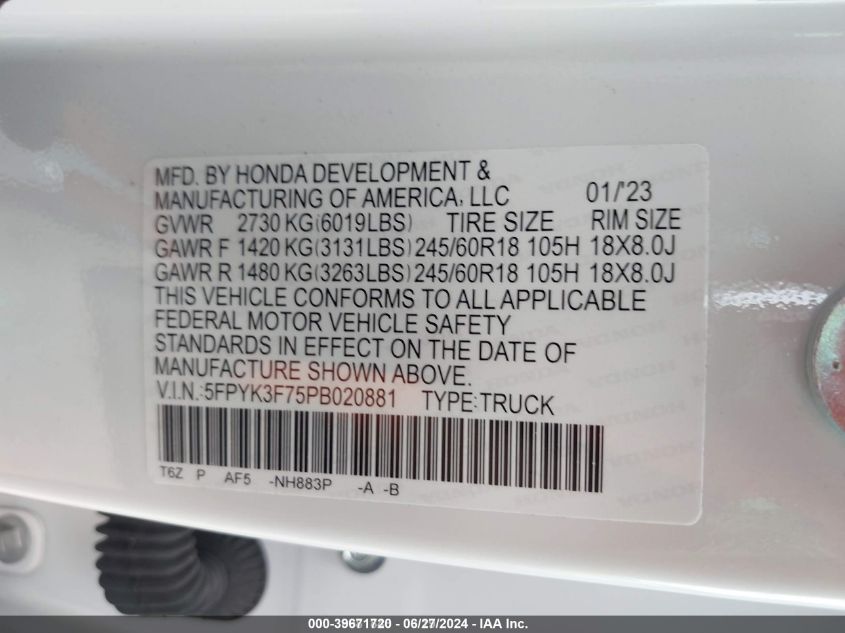 MFD. BY HONDA DEVELOPMENT &
MANUFACTURING OF AMERICA, LLC 01/'23
GVWR 2730 KG(6019LBS) TIRE SIZE RIM SIZE
GAWR F 1420 KG(3131LBS) 245/60R18 105H 18X8.0J
GAWR R 1480 KG(3263LBS) 245/60R18 105H 18X8.0J
THIS VEHICLE CONFORMS TO ALL APPLICABLE
FEDERAL MOTOR VEHICLE SAFETY
STANDARDS IN EFFECT ON THE DATE OF
MANUFACTURE SHOWN ABOVE.
V.I.N.:5FPYK3F75PB020881 TYPE:TRUCK
T6Z P AF5 -NH883P -A -B
000-39671720 - 06/27/2024 - IAA Inc.